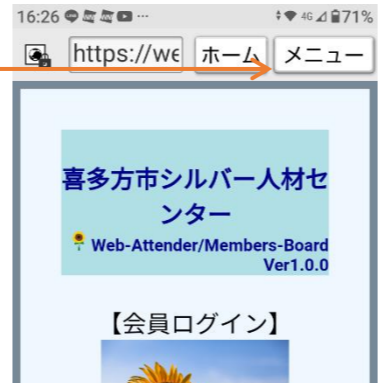 16:26
4G 71%
https://we ホーム メニュー
喜多方市シルバー人材セ
ンター
Web-Attender/Members-Board
Ver1.0.0
【会員ログイン】